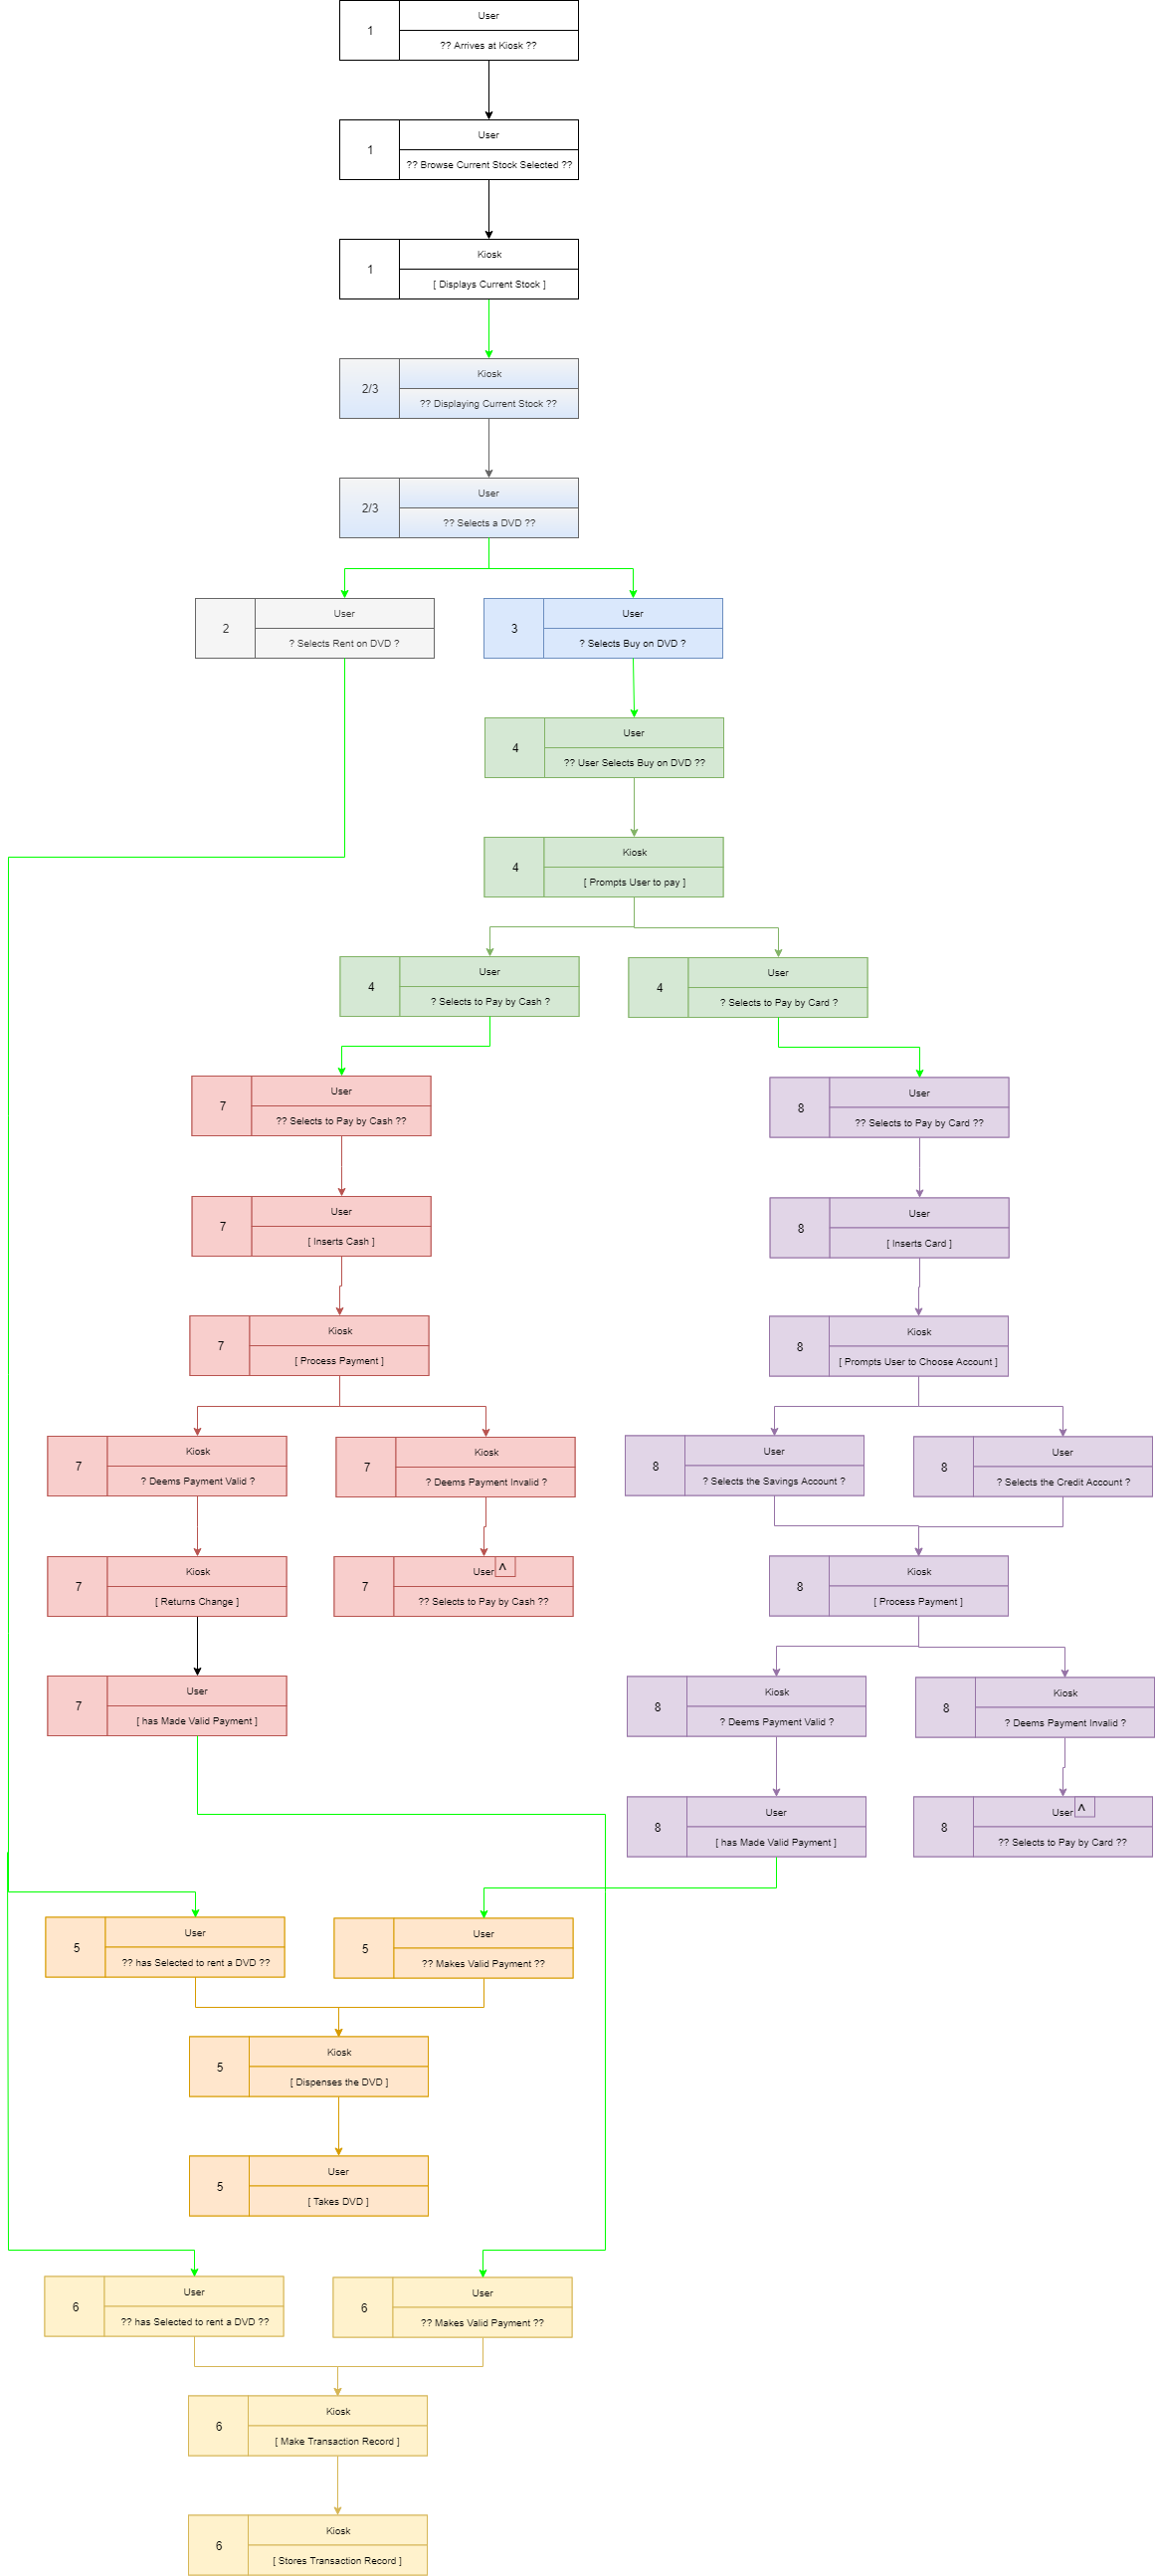 1
User
?? Arrives at Kiosk ??
1
User
?? Browse Current Stock Selected ??
1
Kiosk
[ Displays Current Stock ]
2/3
Kiosk
?? Displaying Current Stock ??
2/3
User
?? Selects a DVD ??
2
User
? Selects Rent on DVD ?
3
User
? Selects Buy on DVD ?
4
User
?? User Selects Buy on DVD ??
4
Kiosk
[ Prompts User to pay ]
4
User
? Selects to Pay by Cash ?
4
User
? Selects to Pay by Card ?
7
User
?? Selects to Pay by Cash ??
8
User
?? Selects to Pay by Card ??
7
User
[ Inserts Cash ]
8
User
[ Inserts Card ]
7
Kiosk
[ Process Payment ]
8
Kiosk
[ Prompts User to Choose Account ]
7
Kiosk
? Deems Payment Valid ?
7
Kiosk
? Deems Payment Invalid ?
8
User
? Selects the Savings Account ?
8
User
? Selects the Credit Account ?
7
Kiosk
[ Returns Change ]
7
User ^
?? Selects to Pay by Cash ??
8
Kiosk
[ Process Payment ]
7
User
[ has Made Valid Payment ]
8
Kiosk
? Deems Payment Valid ?
8
Kiosk
? Deems Payment Invalid ?
8
User
[ has Made Valid Payment ]
8
User ^
?? Selects to Pay by Card ??
5
User
?? has Selected to rent a DVD ??
5
User
?? Makes Valid Payment ??
5
Kiosk
[ Dispenses the DVD ]
5
User
[ Takes DVD ]
6
User
?? has Selected to rent a DVD ??
6
User
?? Makes Valid Payment ??
6
Kiosk
[ Make Transaction Record ]
6
Kiosk
[ Stores Transaction Record ]